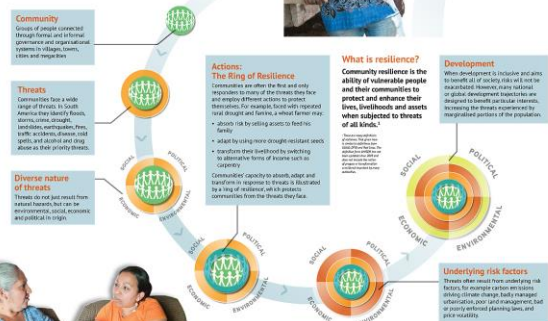 Community
Groups of people connected
through formal and informal
governance and organisational
systems in villages, towns,
cities and megacities
Threats
Communities face a wide
range of threats. In South
America they identify floods,
storms, crime, drought,
landslides, earthquakes, fires,
traffic accidents, disease, cold
spells, and alcohol and drug
abuse as their priority threats.
Diverse nature
of threats
Threats do not just result from
natural hazards, but can be
environmental, social, economic
and political in origin.
SOCIAL
ECONOMIC
ENVIRONMENTAL
Actions:
The Ring of Resilience
Communities are often the first and only
responders to many of the threats they face
and employ different actions to protect
themselves. For example, faced with repeated
rural drought and famine, a wheat farmer may:
• absorb risk by selling assets to feed his
family
• adapt by using more drought resistant seeds
• transform their livelihood by switching
to alternative forms of income such as
carpentry
Communities' capacity to absorb, adapt and
transform in response to threats is illustrated
by a ring of resilience, which protects
communities from the threats they face.
SOCIAL
POLITICAL
ECONOMIC
ENVIRONMENTAL
What is resilience?
Community resilience is the
ability of vulnerable people
and their communities to
protect and enhance their
lives, livelihoods and assets
when subjected to threats
of all kinds.
Development
When development is inclusive and aims
to benefit all of society, risks will not be
exacerbated. However, many national
or global development trajectories are
designed to benefit particular interests,
increasing the threats experienced by
marginalised portions of the population.
SOCIAL
POLITICAL
ECONOMIC
ENVIRONMENTAL
SOCIAL
POLITICAL
ECONOMIC
ENVIRONMENTAL
Underlying risk factors
Threats often result from underlying risk
factors, for example carbon emissions
driving climate change, badly managed
urbanisation, poor land management, bad
or poorly enforced planning laws, and
price volatility.